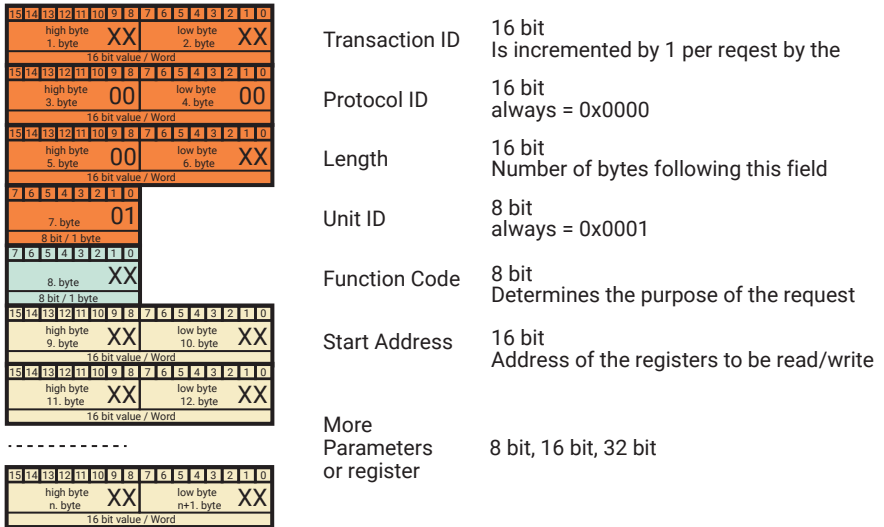 15 14 13 12 11 10 9 8 7 6 5 4 3 2 1 0
high byte
1. byte XX low byte
2. byte XX
16 bit value / Word
Transaction ID
16 bit
Is incremented by 1 per reqest by the
15 14 13 12 11 10 9 8 7 6 5 4 3 2 1 0
high byte
3. byte 00 low byte
4. byte 00
16 bit value / Word
Protocol ID
16 bit
always = 0x0000
15 14 13 12 11 10 9 8 7 6 5 4 3 2 1 0
high byte
5. byte 00 low byte
6. byte XX
16 bit value / Word
Length
16 bit
Number of bytes following this field
7 6 5 4 3 2 1 0
7. byte 01
8 bit / 1 byte
Unit ID
8 bit
always = 0x0001
7 6 5 4 3 2 1 0
8. byte XX
8 bit / 1 byte
Function Code
8 bit
Determines the purpose of the request
15 14 13 12 11 10 9 8 7 6 5 4 3 2 1 0
high byte
9. byte XX low byte
10. byte XX
16 bit value / Word
Start Address
16 bit
Address of the registers to be read/write
15 14 13 12 11 10 9 8 7 6 5 4 3 2 1 0
high byte
11. byte XX low byte
12. byte XX
16 bit value / Word
More
Parameters
or register
8 bit, 16 bit, 32 bit
15 14 13 12 11 10 9 8 7 6 5 4 3 2 1 0
high byte
n. byte XX low byte
n+1. byte XX
16 bit value / Word